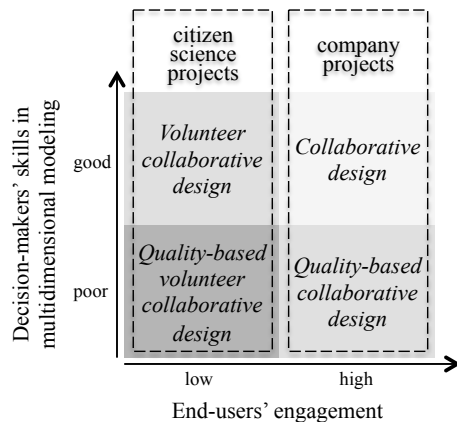 citizen
science
projects
company
projects
Decision-makers’ skills in
multidimensional modeling
good
Volunteer
collaborative
design
Collaborative
design
poor
Quality-based
volunteer
collaborative
design
Quality-based
collaborative
design
low
high
End-users’ engagement